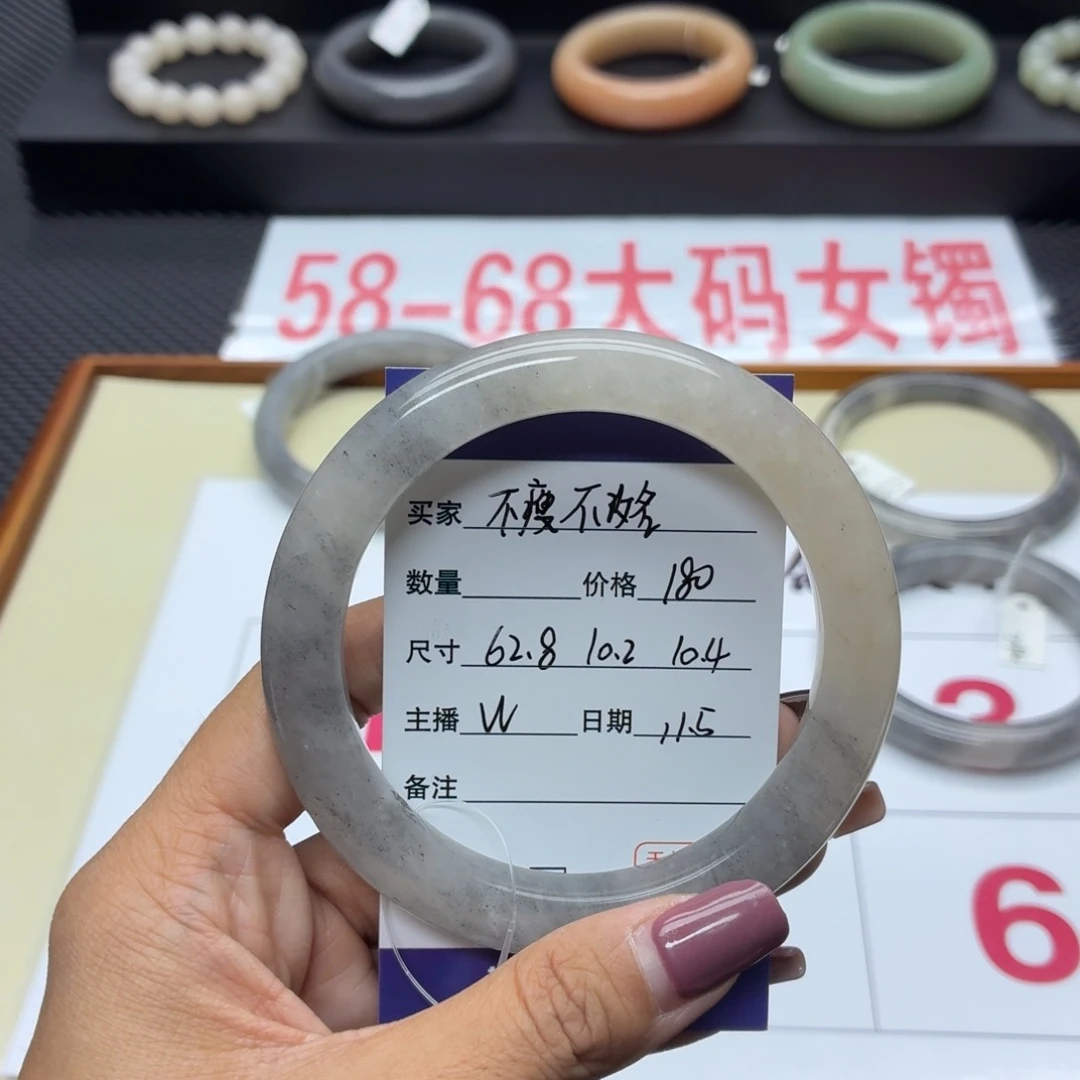 58-68大码女镯
买家 不瘦不改名
数量 价格 180
尺寸 62.8 10.2 10.4
主播 W 日期 11.5
备注
3
6